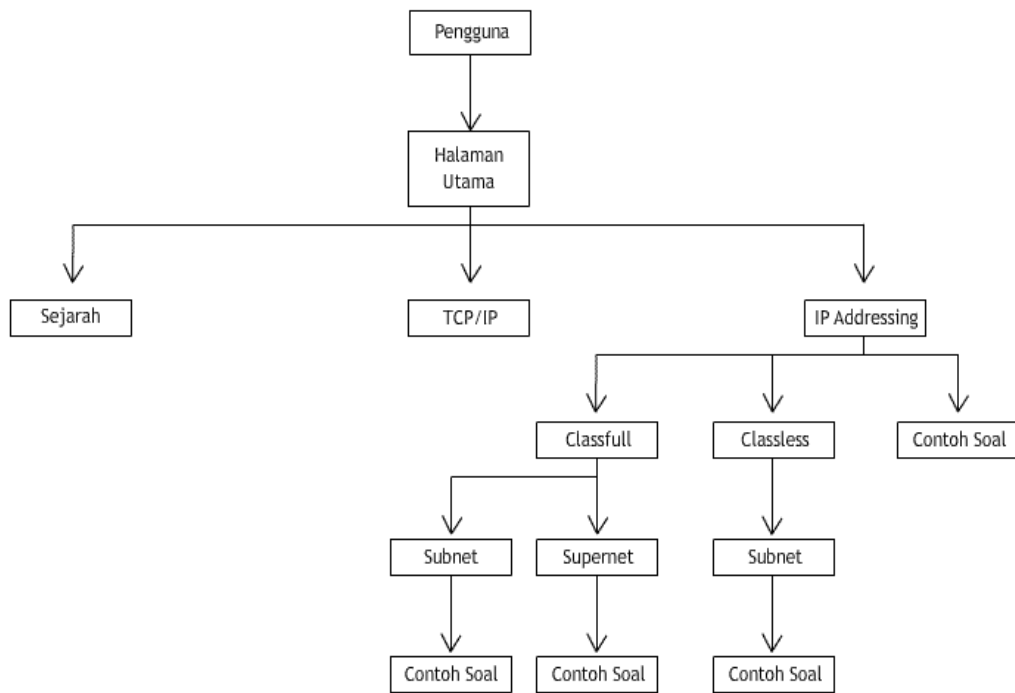 Pengguna
Halaman
Utama
Sejarah
TCP/IP
IP Addressing
Classfull
Classless
Contoh Soal
Subnet
Supernet
Subnet
Contoh Soal
Contoh Soal
Contoh Soal